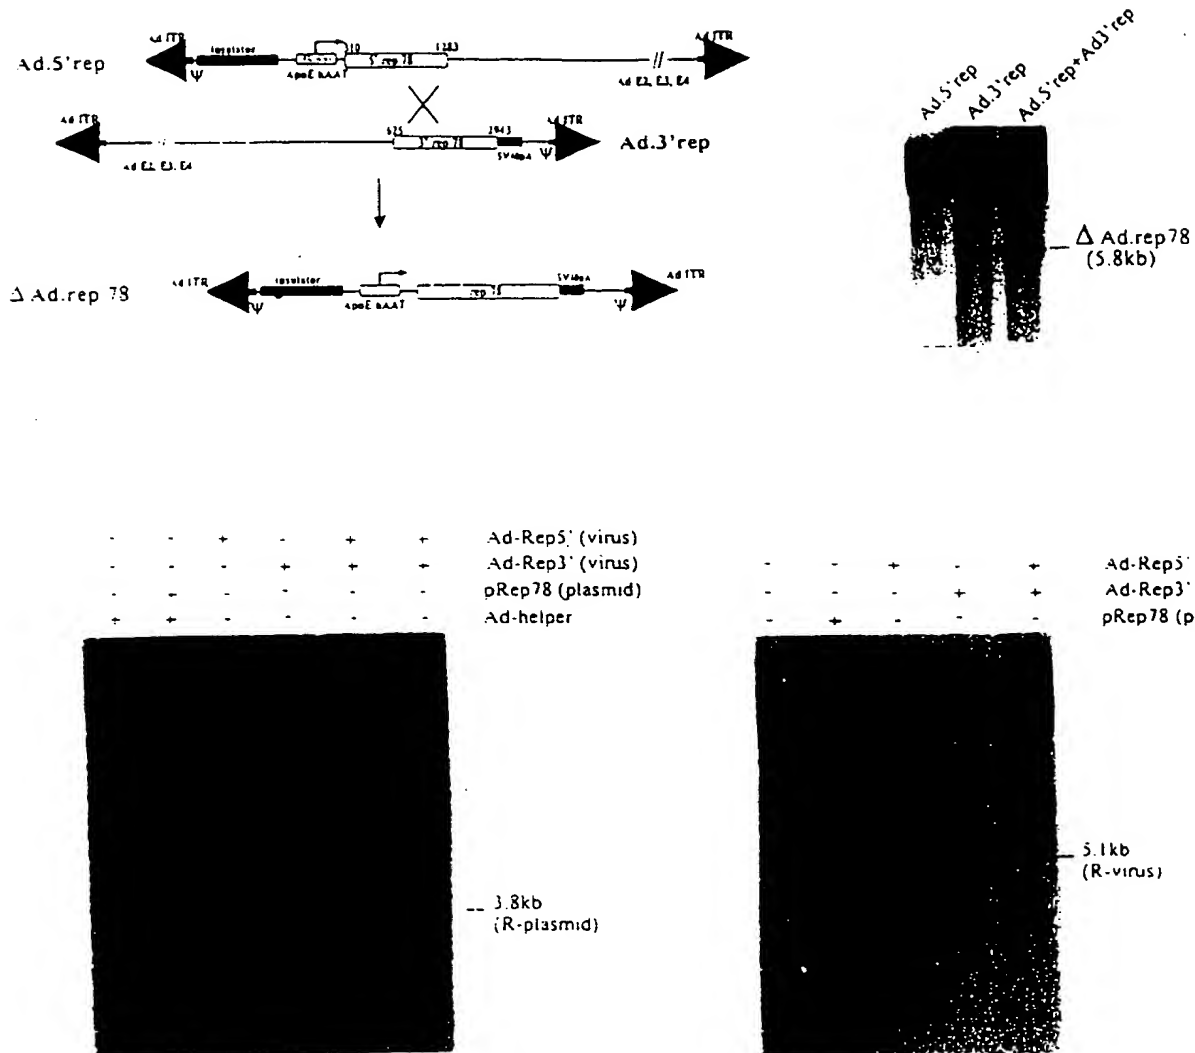 Ad.5'rep
Ad ITR
Insulator
Ψ
ApoE hAAT
5' rep 78
1283
Ad E2, E3, E4
Ad ITR
Ad ITR
Ad E2, E3, E4
625
3' rep 78
SV40pA
Ψ
Ad ITR
Ad.3'rep
Δ Ad.rep 78
Ad ITR
Insulator
Ψ
ApoE hAAT
rep 78
SV40pA
Ψ
Ad ITR
Ad.5'rep
Ad.3'rep
Ad.5'rep+Ad3'rep
Δ Ad.rep78
(5.8kb)
- - + - + + Ad-Rep5' (virus)
- - - + + + Ad-Rep3' (virus)
- + - - - - pRep78 (plasmid)
+ + - - - - Ad-helper
3.8kb
(R-plasmid)
- - + - + Ad-Rep5'
- - - + + Ad-Rep3'
- + - - - pRep78 (p
5.1kb
(R-virus)